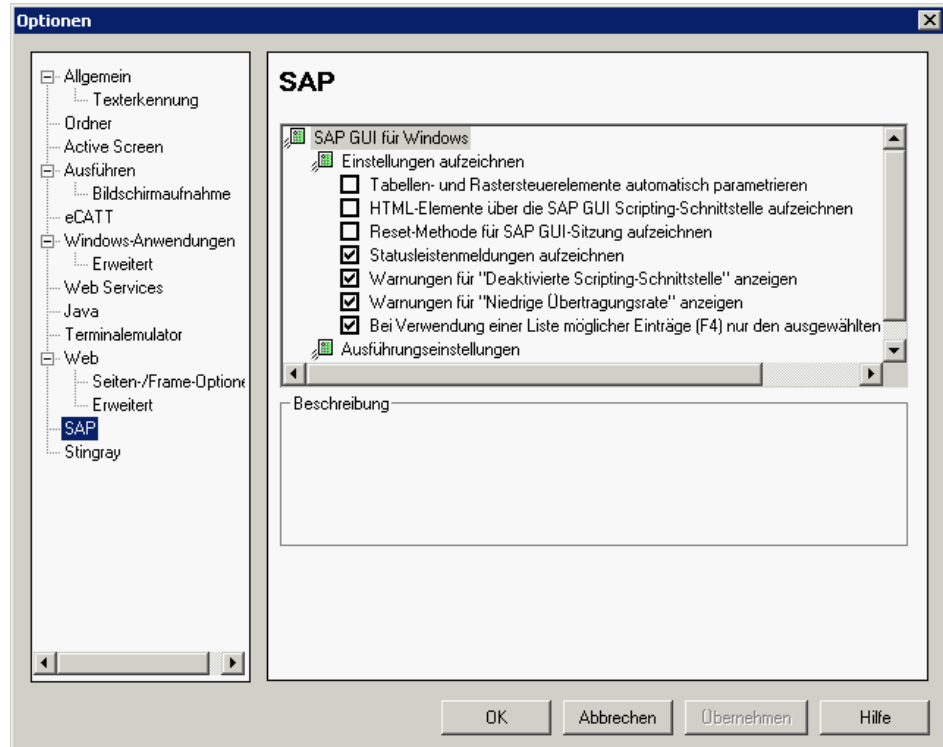 Optionen
Allgemein
Texterkennung
Ordner
Active Screen
Ausführen
Bildschirmaufnahme
eCATT
Windows-Anwendungen
Erweitert
Web Services
Java
Terminalemulator
Web
Seiten-/Frame-Optione
Erweitert
SAP
Stingray
SAP
SAP GUI für Windows
Einstellungen aufzeichnen
Tabellen- und Rastersteuerelemente automatisch parametrieren
HTML-Elemente über die SAP GUI Scripting-Schnittstelle aufzeichnen
Reset-Methode für SAP GUI-Sitzung aufzeichnen
Statusleistenmeldungen aufzeichnen
Warnungen für "Deaktivierte Scripting-Schnittstelle" anzeigen
Warnungen für "Niedrige Übertragungsrate" anzeigen
Bei Verwendung einer Liste möglicher Einträge (F4) nur den ausgewählten
Ausführungseinstellungen
Beschreibung
OK
Abbrechen
Übernehmen
Hilfe